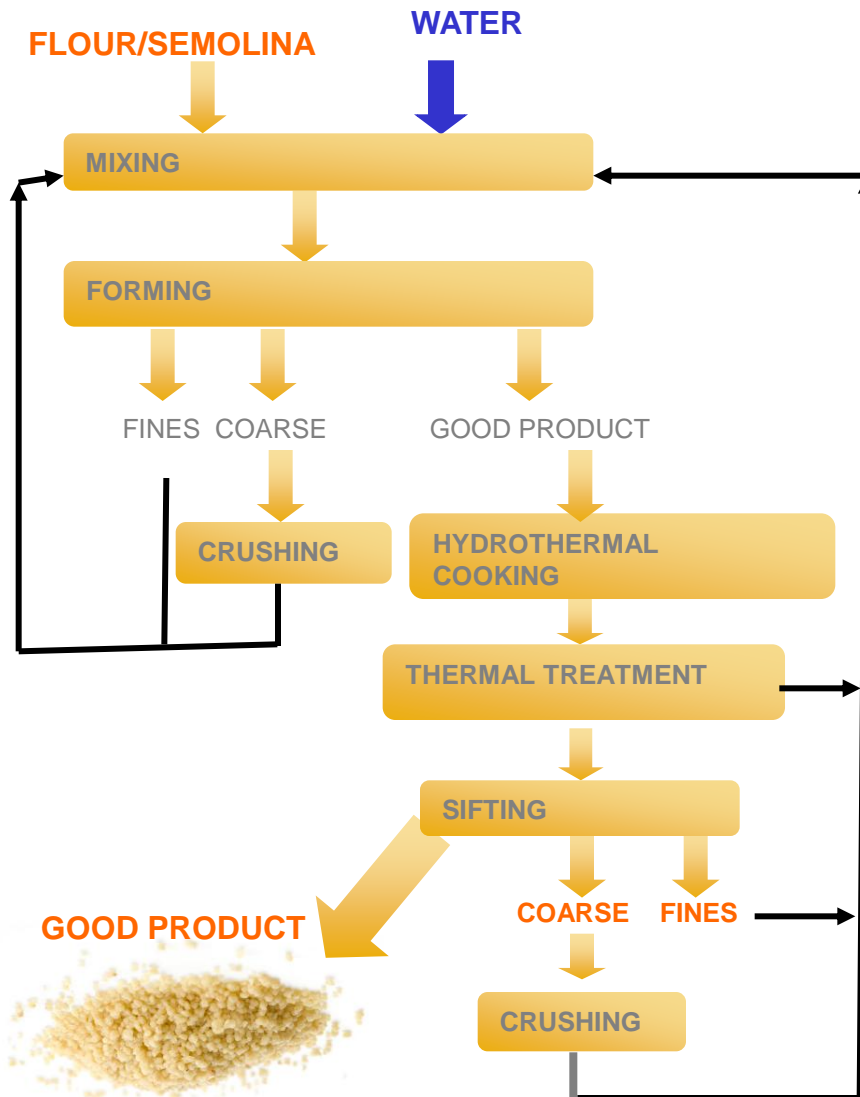 WATER
FLOUR/SEMOLINA
MIXING
FORMING
FINES COARSE
GOOD PRODUCT
CRUSHING
HYDROTHERMAL
COOKING
THERMAL TREATMENT
SIFTING
COARSE
FINES
GOOD PRODUCT
CRUSHING